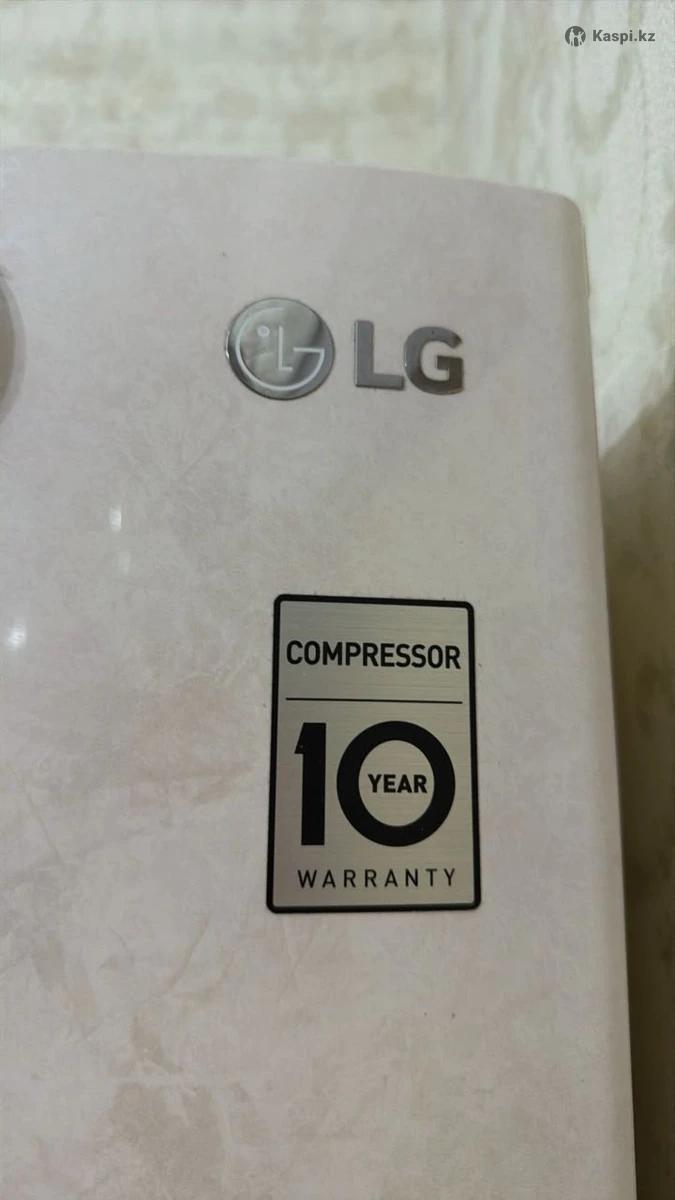 Kaspi.kz
LG
COMPRESSOR
10
YEAR
WARRANTY